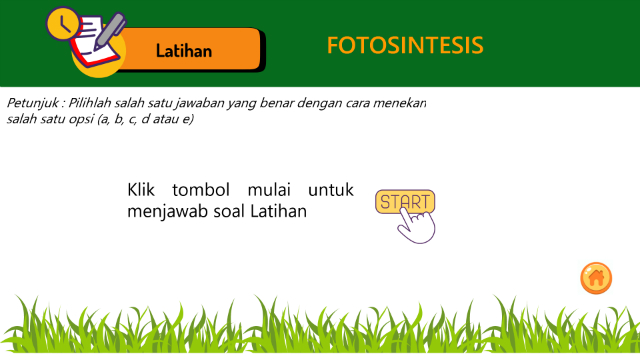 Latihan
FOTOSINTESIS
Petunjuk : Pilihlah salah satu jawaban yang benar dengan cara menekan
salah satu opsi (a, b, c, d atau e)
Klik tombol mulai untuk
menjawab soal Latihan
START